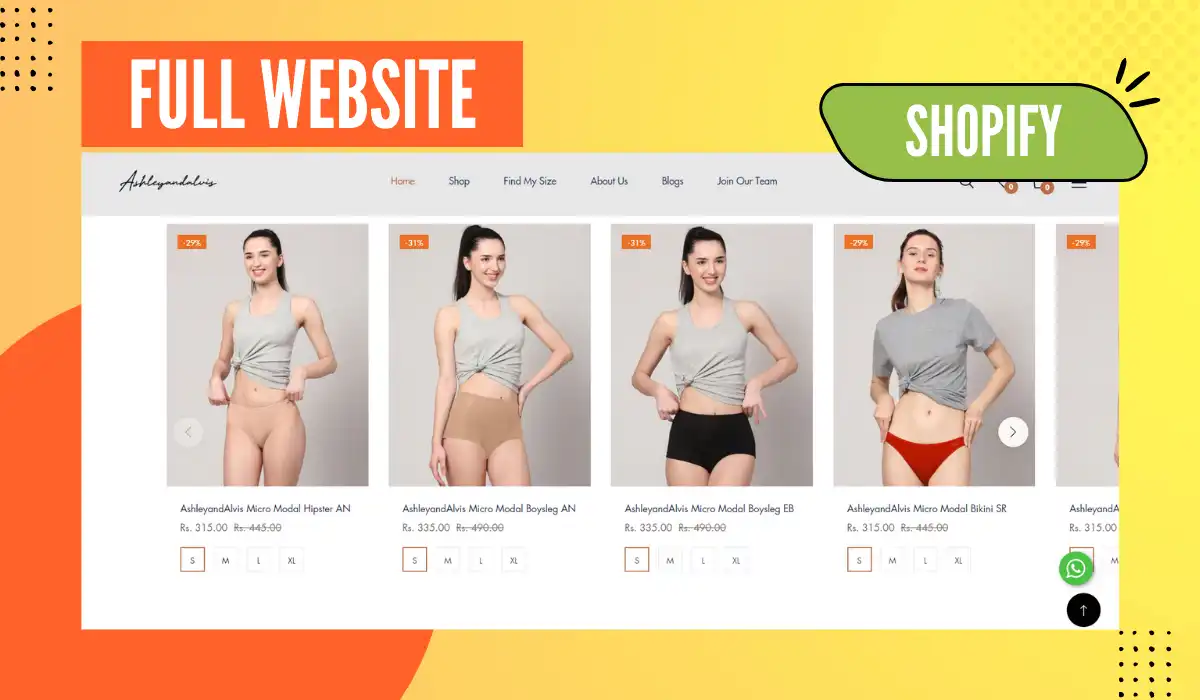 FULL WEBSITE
SHOPIFY
Ashleyandalvis
Home Shop Find My Size About Us Blogs Join Our Team
0 0
-29% -31% -31% -29% -29%
AshleyandAlvis Micro Modal Hipster AN
Rs. 315.00 Rs. 445.00
S M L XL
AshleyandAlvis Micro Modal Boysleg AN
Rs. 335.00 Rs. 490.00
S M L XL
AshleyandAlvis Micro Modal Boysleg EB
Rs. 335.00 Rs. 490.00
S M L XL
AshleyandAlvis Micro Modal Bikini SR
Rs. 315.00 Rs. 445.00
S M L XL
AshleyandA
Rs. 315.00
M